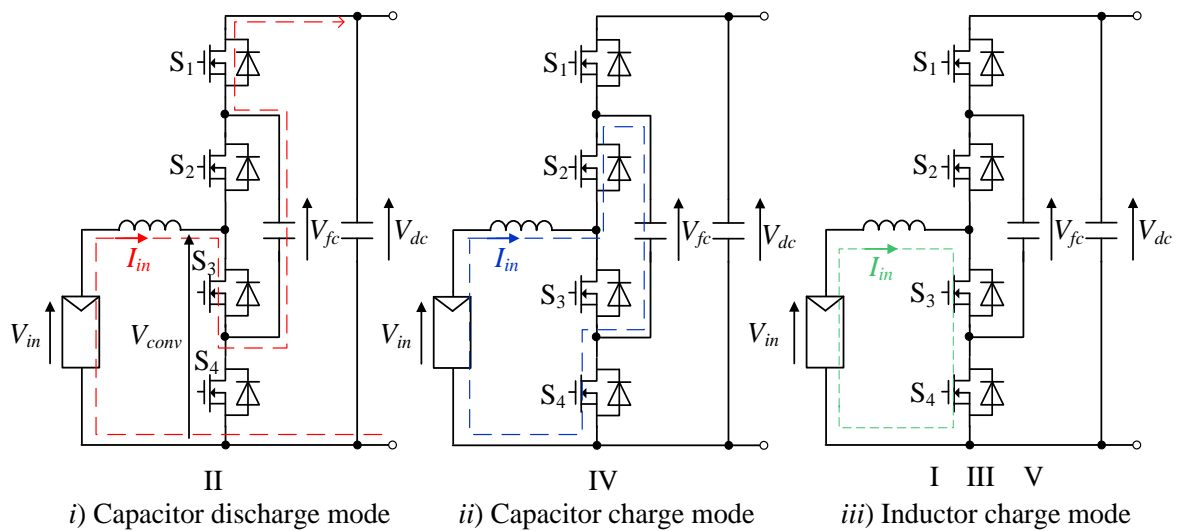 S1
S2
S3
S4
Iin
Vin
Vconv
Vfc
Vdc
II
i) Capacitor discharge mode
S1
S2
S3
S4
Iin
Vin
Vfc
Vdc
IV
ii) Capacitor charge mode
S1
S2
S3
S4
Iin
Vin
Vfc
Vdc
I III V
iii) Inductor charge mode